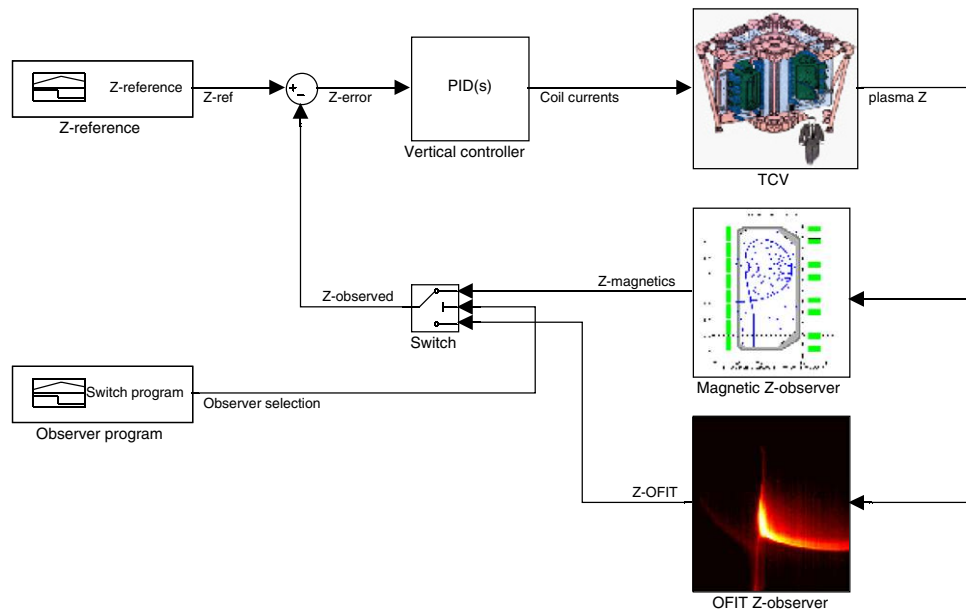 Z-reference
Z-ref
Z-reference
+
−
Z-error
PID(s)
Vertical controller
Coil currents
TCV
plasma Z
Z-magnetics
Magnetic Z-observer
Z-observed
Switch
Switch program
Observer selection
Observer program
Z-OFIT
OFIT Z-observer